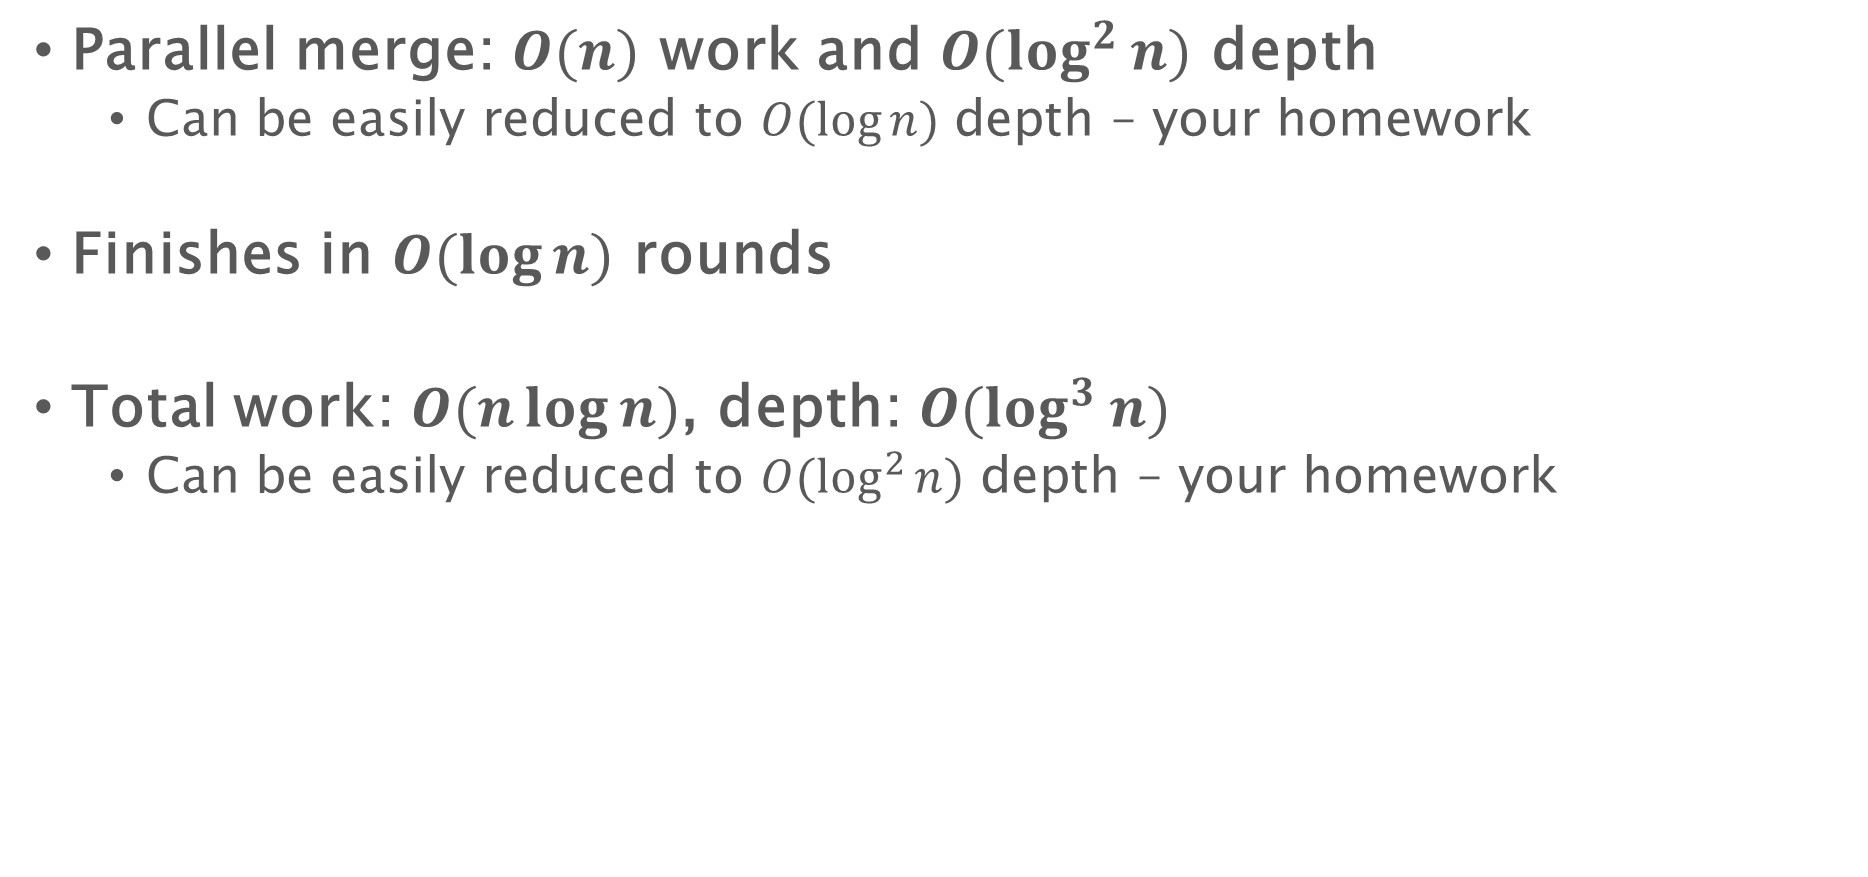 • Parallel merge: O(n) work and O(log² n) depth
• Can be easily reduced to O(log n) depth – your homework
• Finishes in O(log n) rounds
• Total work: O(n log n), depth: O(log³ n)
• Can be easily reduced to O(log² n) depth – your homework